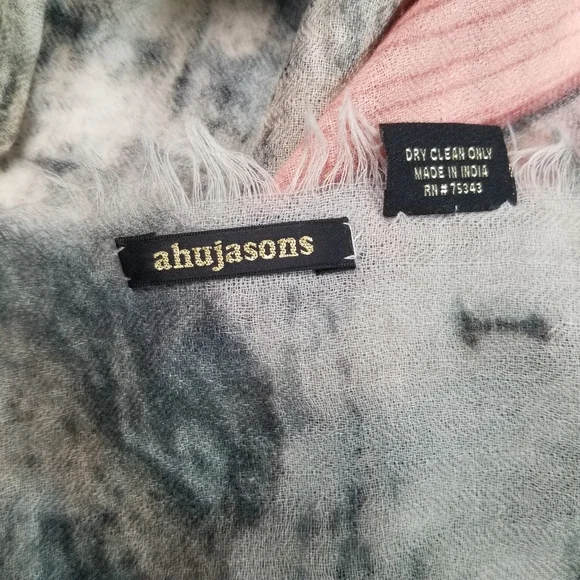 DRY CLEAN ONLY
MADE IN INDIA
RN # 75343
ahujasons